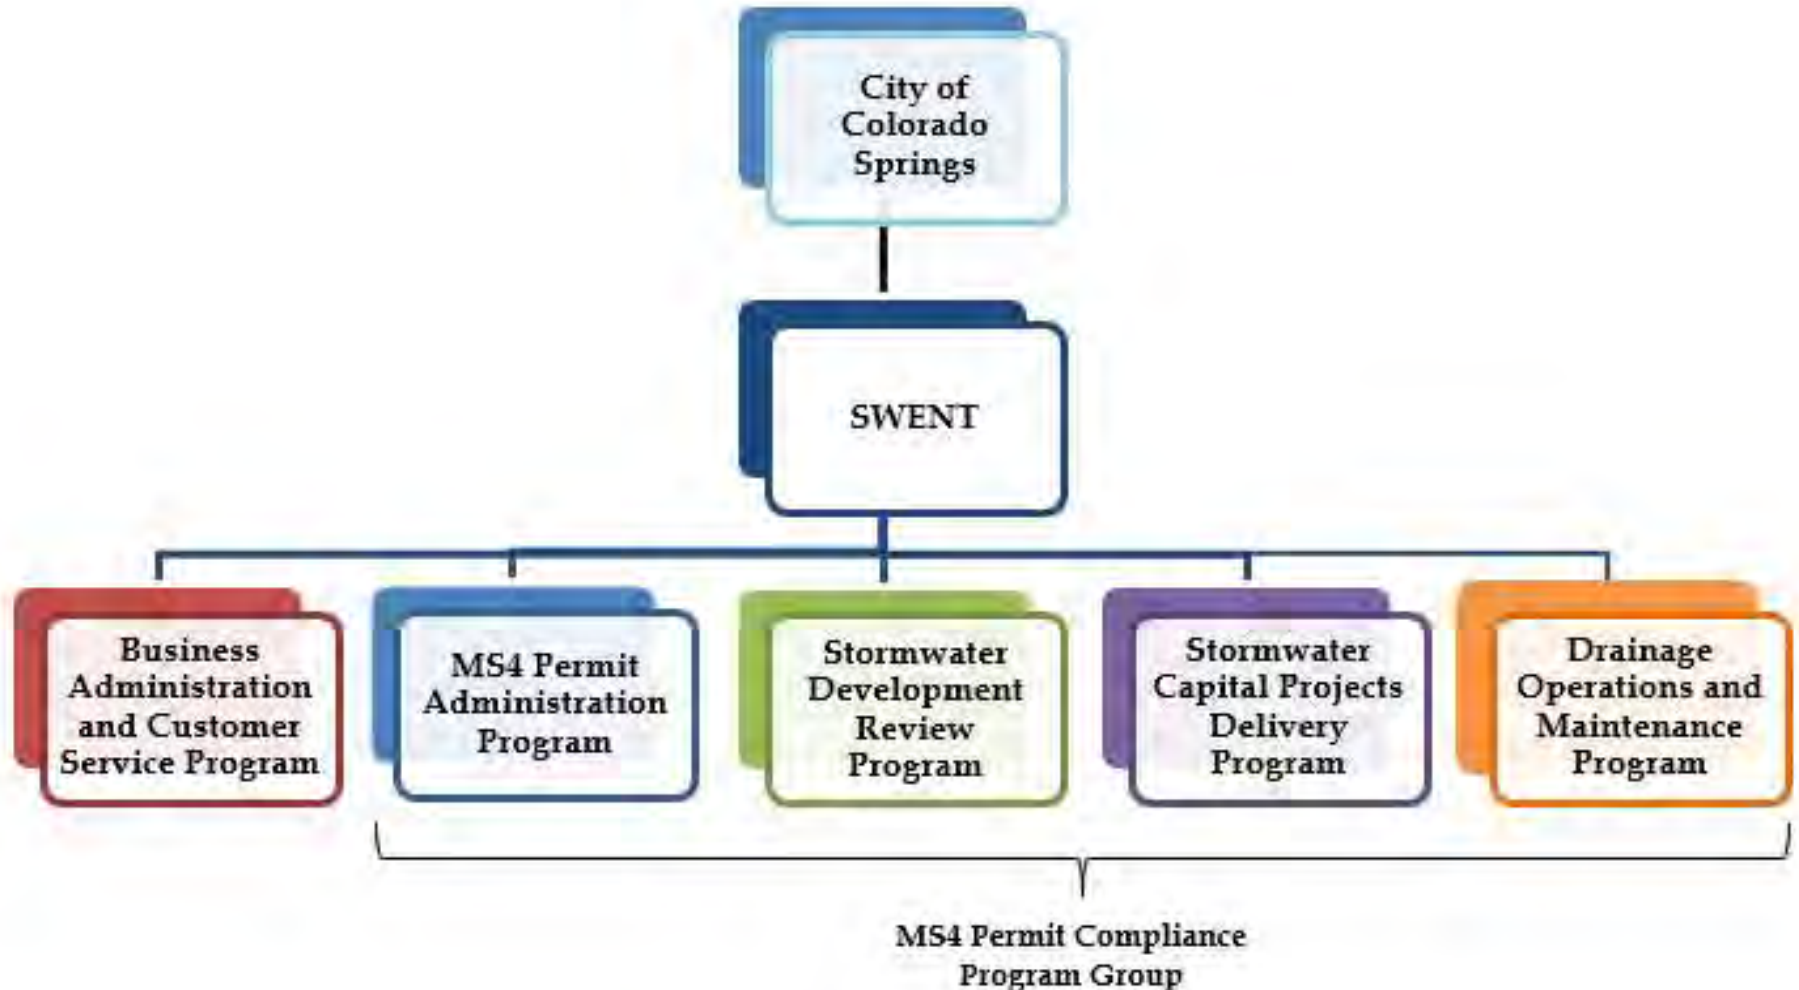 City of
Colorado
Springs
SWENT
Business
Administration
and Customer
Service Program
MS4 Permit
Administration
Program
Stormwater
Development
Review
Program
Stormwater
Capital Projects
Delivery
Program
Drainage
Operations and
Maintenance
Program
MS4 Permit Compliance
Program Group